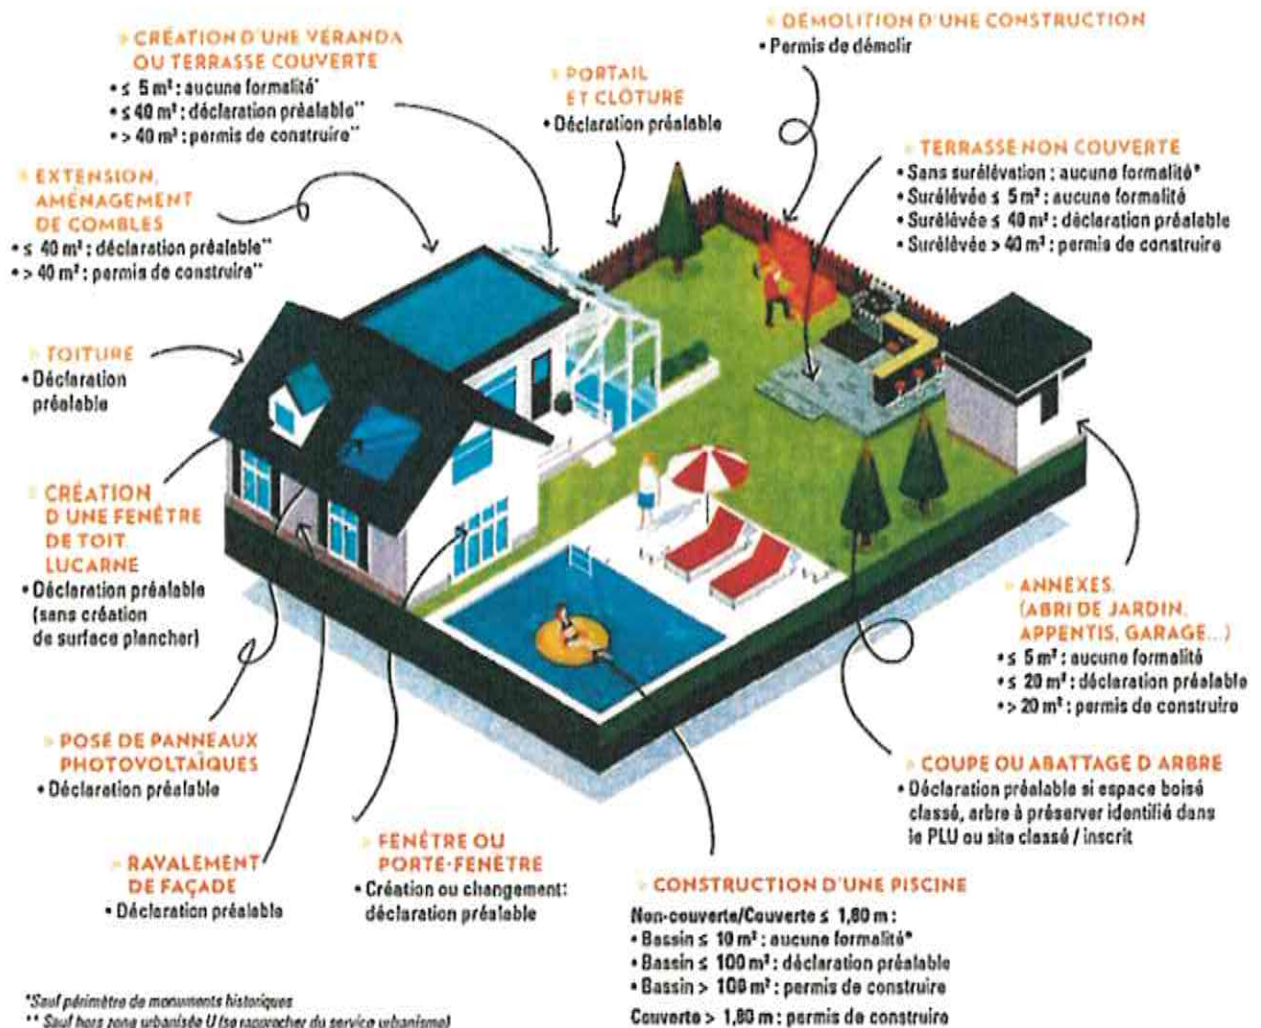 » CRÉATION D'UNE VÉRANDA
OU TERRASSE COUVERTE
• ≤ 5 m² : aucune formalité*
• ≤ 40 m² : déclaration préalable**
• > 40 m² : permis de construire**
» EXTENSION,
AMÉNAGEMENT
DE COMBLES
• ≤ 40 m² : déclaration préalable**
• > 40 m² : permis de construire**
» TOITURE
• Déclaration
préalable
» CRÉATION
D'UNE FENÊTRE
DE TOIT,
LUCARNE
• Déclaration préalable
(sans création
de surface plancher)
» POSE DE PANNEAUX
PHOTOVOLTAÏQUES
• Déclaration préalable
» RAVALEMENT
DE FAÇADE
• Déclaration préalable
» FENÊTRE OU
PORTE-FENÊTRE
• Création ou changement:
déclaration préalable
» PORTAIL
ET CLÔTURE
• Déclaration préalable
» DÉMOLITION D'UNE CONSTRUCTION
• Permis de démolir
» TERRASSE NON COUVERTE
• Sans surélévation : aucune formalité*
• Surélevée ≤ 5 m² : aucune formalité
• Surélevée ≤ 40 m² : déclaration préalable
• Surélevée > 40 m² : permis de construire
» ANNEXES,
(ABRI DE JARDIN,
APPENTIS, GARAGE...)
• ≤ 5 m² : aucune formalité
• ≤ 20 m² : déclaration préalable
• > 20 m² : permis de construire
» COUPE OU ABATTAGE D'ARBRE
• Déclaration préalable si espace boisé
classé, arbre à préserver identifié dans
le PLU ou site classé / inscrit
» CONSTRUCTION D'UNE PISCINE
Non-couverte/Couverte ≤ 1,80 m :
• Bassin ≤ 10 m² : aucune formalité*
• Bassin ≤ 100 m² : déclaration préalable
• Bassin > 100 m² : permis de construire
Couverte > 1,80 m : permis de construire
*Sauf périmètre de monuments historiques
** Sauf hors zone urbanisée U (se rapprocher du service urbanisme)